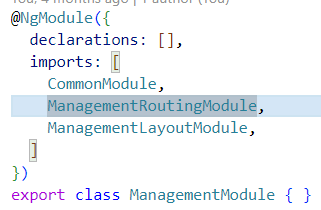 You, 4 months ago | 1 author (You)
@NgModule({
  declarations: [],
  imports: [
    CommonModule,
    ManagementRoutingModule,
    ManagementLayoutModule,
  ]
})
export class ManagementModule { }